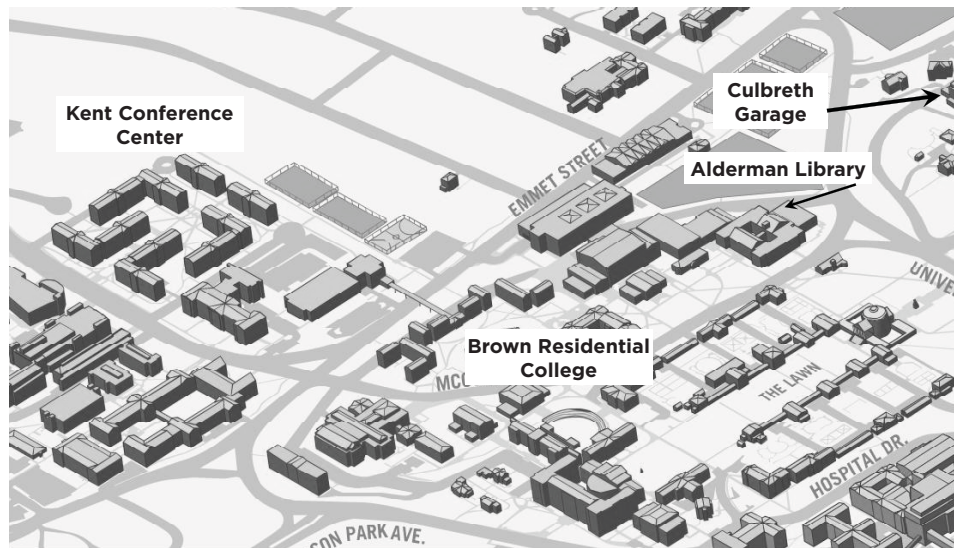 Culbreth
Garage
Kent Conference
Center
EMMET STREET
Alderman Library
UNIVE
Brown Residential
College
MCC
THE LAWN
HOSPITAL DR.
SON PARK AVE.